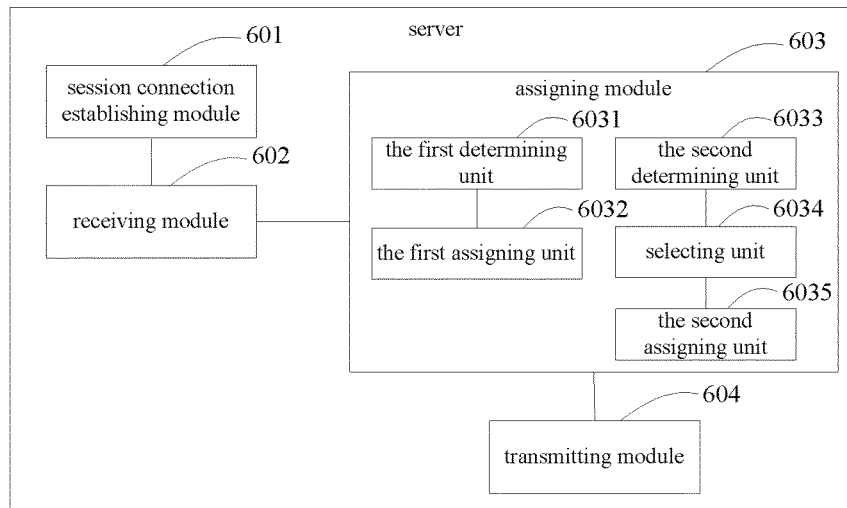 server
601
session connection
establishing module
602
receiving module
603
assigning module
6031
the first determining
unit
6032
the first assigning unit
6033
the second
determining unit
6034
selecting unit
6035
the second
assigning unit
604
transmitting module